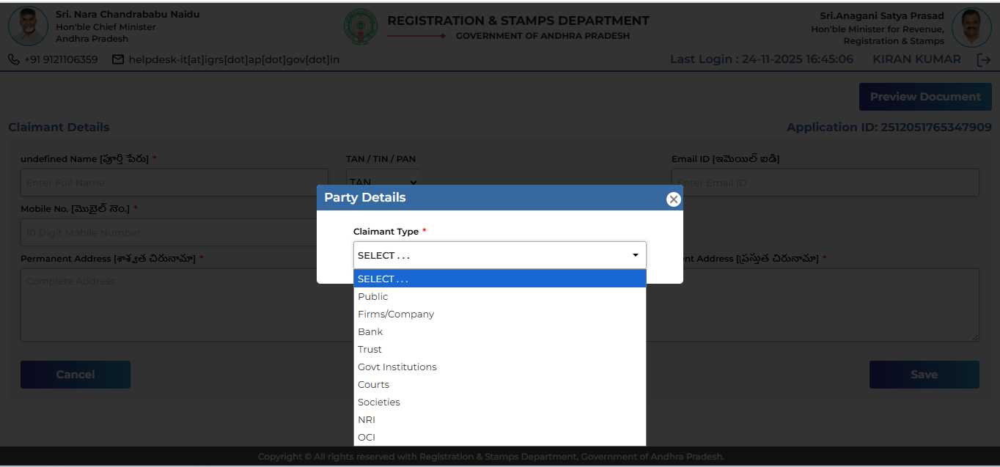 Sri. Nara Chandrababu Naidu
Hon'ble Chief Minister
Andhra Pradesh
REGISTRATION & STAMPS DEPARTMENT
GOVERNMENT OF ANDHRA PRADESH
Sri.Anagani Satya Prasad
Hon'ble Minister for Revenue,
Registration & Stamps
+91 9121106359 helpdesk-it[at]igrs[dot]ap[dot]gov[dot]in
Last Login : 24-11-2025 16:45:06 KIRAN KUMAR
Preview Document
Claimant Details Application ID: 2512051765347909
undefined Name [పూర్తి పేరు] * TAN / TIN / PAN Email ID [ఇమెయిల్ ఐడి]
Enter Full Name TAN Enter Email ID
Party Details
Mobile No. [మొబైల్ నెం.] *
10 Digit Mobile Number
Claimant Type *
SELECT . . .
Permanent Address [శాశ్వత చిరునామా] * ent Address [ప్రస్తుత చిరునామా] *
Complete Address
SELECT . . .
Public
Firms/Company
Bank
Trust
Govt Institutions
Courts
Societies
NRI
OCI
Cancel Save
Copyright © All rights reserved with Registration & Stamps Department, Government of Andhra Pradesh.